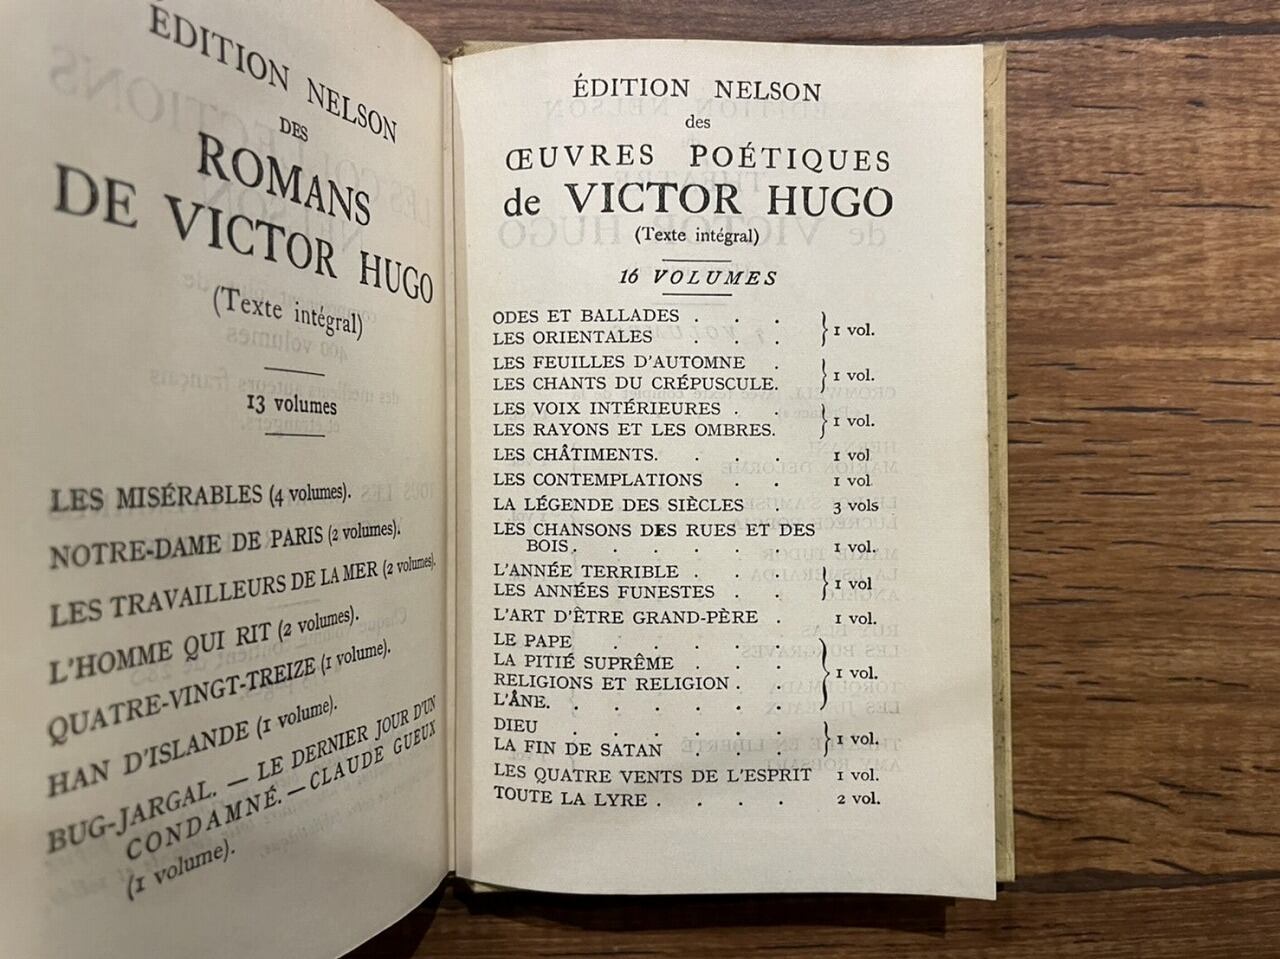 ÉDITION NELSON
DES
ROMANS
DE VICTOR HUGO
(Texte intégral)
13 volumes
LES MISÉRABLES (4 volumes).
NOTRE-DAME DE PARIS (2 volumes).
LES TRAVAILLEURS DE LA MER (2 volumes).
L'HOMME QUI RIT (2 volumes).
QUATRE-VINGT-TREIZE (1 volume).
HAN D'ISLANDE (1 volume).
BUG-JARGAL. — LE DERNIER JOUR D'UN
CONDAMNÉ. — CLAUDE GUEUX
(1 volume).
ÉDITION NELSON
des
ŒUVRES POÉTIQUES
de VICTOR HUGO
(Texte intégral)
16 VOLUMES
ODES ET BALLADES . . .
LES ORIENTALES . . . } 1 vol.
LES FEUILLES D'AUTOMNE .
LES CHANTS DU CRÉPUSCULE. } 1 vol.
LES VOIX INTÉRIEURES . .
LES RAYONS ET LES OMBRES. } 1 vol.
LES CHÂTIMENTS. . . . 1 vol
LES CONTEMPLATIONS . . 1 vol
LA LÉGENDE DES SIÈCLES . 3 vols
LES CHANSONS DES RUES ET DES
BOIS. . . . . . 1 vol.
L'ANNÉE TERRIBLE . . .
LES ANNÉES FUNESTES . . } 1 vol
L'ART D'ÊTRE GRAND-PÈRE . 1 vol.
LE PAPE . . . . .
LA PITIÉ SUPRÊME . . .
RELIGIONS ET RELIGION . . } 1 vol.
L'ÂNE. . . . . .
DIEU . . . . . .
LA FIN DE SATAN . . . } 1 vol.
LES QUATRE VENTS DE L'ESPRIT 1 vol.
TOUTE LA LYRE . . . . 2 vol.